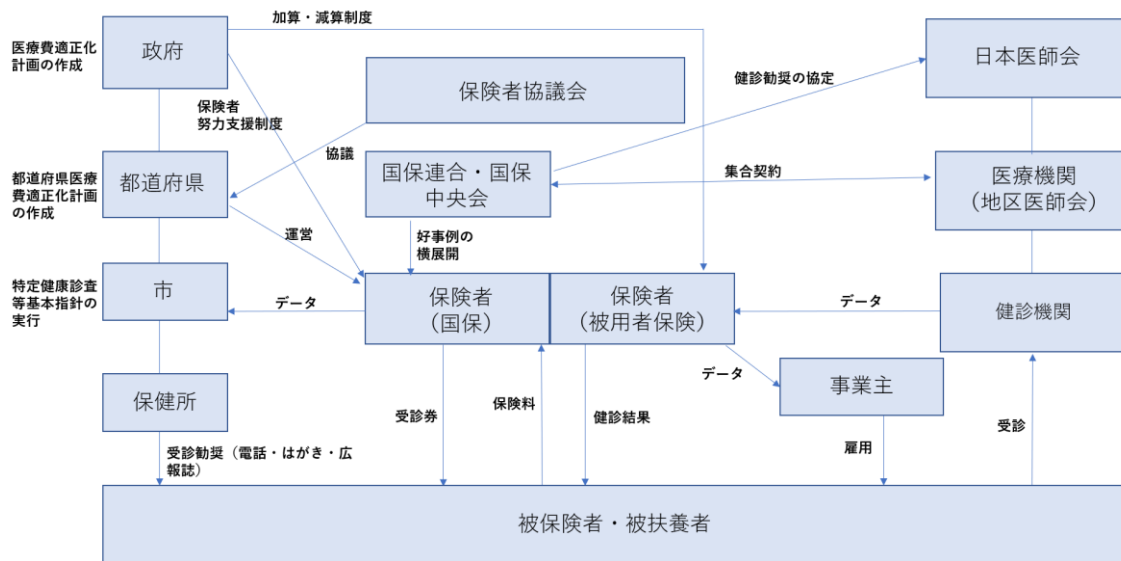 加算・減算制度
医療費適正化
計画の作成
政府
日本医師会
保険者協議会
健診勧奨の協定
保険者
努力支援制度
協議
都道府県医療
費適正化計画
の作成
都道府県
国保連合・国保
中央会
集合契約
医療機関
（地区医師会）
運営
好事例の
横展開
特定健康診査
等基本指針の
実行
市
データ
保険者
（国保）
保険者
（被用者保険）
データ
健診機関
データ
事業主
保健所
受診券
保険料
健診結果
雇用
受診
受診勧奨（電話・はがき・広
報誌）
被保険者・被扶養者